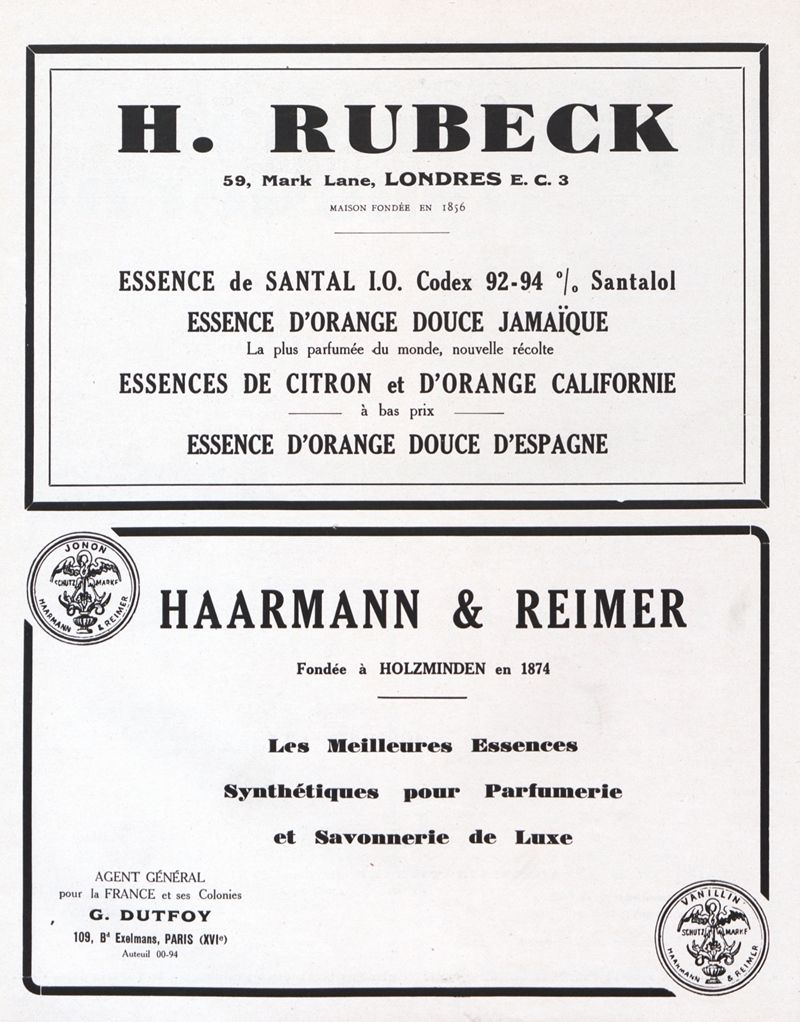 H. RUBECK
59, Mark Lane, LONDRES E. C. 3
MAISON FONDÉE EN 1856
ESSENCE de SANTAL I.O. Codex 92-94 % Santalol
ESSENCE D'ORANGE DOUCE JAMAÏQUE
La plus parfumée du monde, nouvelle récolte
ESSENCES DE CITRON et D'ORANGE CALIFORNIE
à bas prix
ESSENCE D'ORANGE DOUCE D'ESPAGNE
JONON
SCHUTZ MARKE
HAARMANN & REIMER
HAARMANN & REIMER
Fondée à HOLZMINDEN en 1874
Les Meilleures Essences
Synthétiques pour Parfumerie
et Savonnerie de Luxe
AGENT GÉNÉRAL
pour la FRANCE et ses Colonies
G. DUTFOY
109, Bd Exelmans, PARIS (XVIe)
Auteuil 00-94
VANILLIN
SCHUTZ MARKE
HAARMANN & REIMER